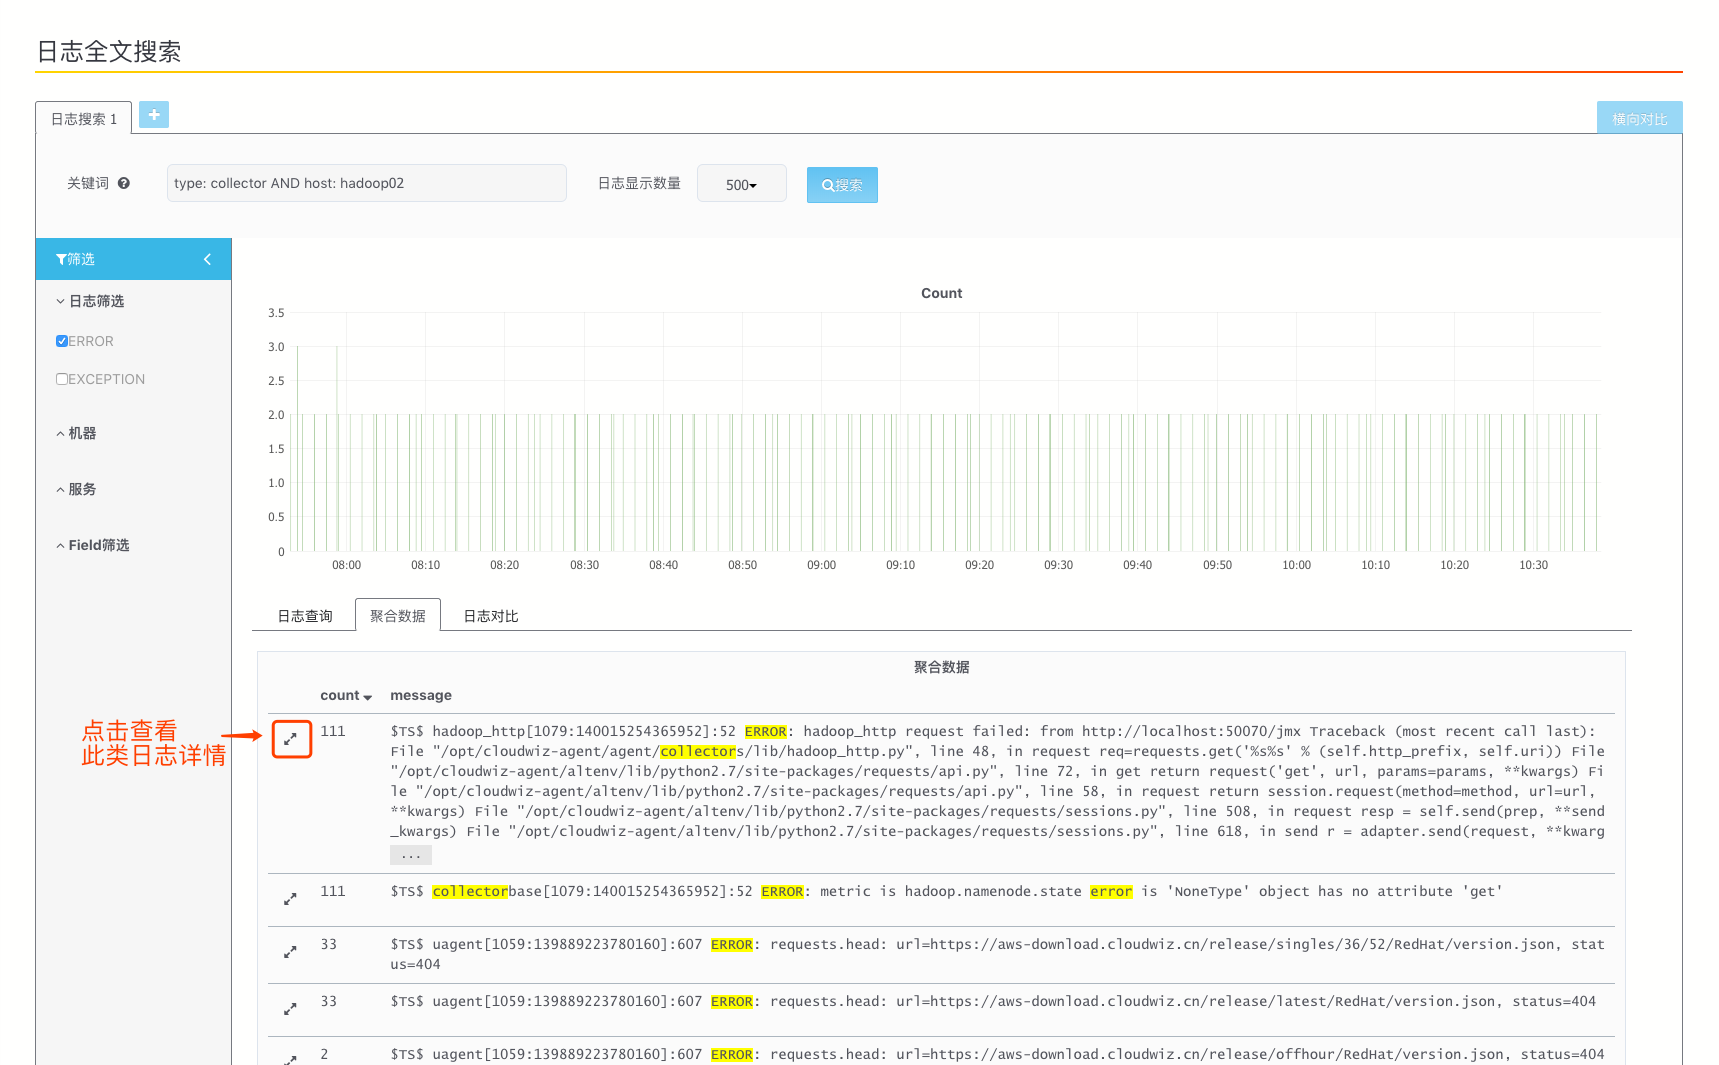 日志全文搜索
日志搜索 1
横向对比
关键词
type: collector AND host: hadoop02
日志显示数量
500
搜索
筛选
日志筛选
ERROR
EXCEPTION
机器
服务
Field筛选
Count
3.5
3.0
2.5
2.0
1.5
1.0
0.5
0
08:00 08:10 08:20 08:30 08:40 08:50 09:00 09:10 09:20 09:30 09:40 09:50 10:00 10:10 10:20 10:30
日志查询 聚合数据 日志对比
聚合数据
count message
点击查看
此类日志详情
111
$TS$ hadoop_http[1079:140015254365952]:52 ERROR: hadoop_http request failed: from http://localhost:50070/jmx Traceback (most recent call last):
File "/opt/cloudwiz-agent/agent/collectors/lib/hadoop_http.py", line 48, in request req=requests.get('%s%s' % (self.http_prefix, self.uri)) File
"/opt/cloudwiz-agent/altenv/lib/python2.7/site-packages/requests/api.py", line 72, in get return request('get', url, params=params, **kwargs) Fi
le "/opt/cloudwiz-agent/altenv/lib/python2.7/site-packages/requests/api.py", line 58, in request return session.request(method=method, url=url,
**kwargs) File "/opt/cloudwiz-agent/altenv/lib/python2.7/site-packages/requests/sessions.py", line 508, in request resp = self.send(prep, **send
_kwargs) File "/opt/cloudwiz-agent/altenv/lib/python2.7/site-packages/requests/sessions.py", line 618, in send r = adapter.send(request, **kwarg
...
111 $TS$ collectorbase[1079:140015254365952]:52 ERROR: metric is hadoop.namenode.state error is 'NoneType' object has no attribute 'get'
33 $TS$ uagent[1059:139889223780160]:607 ERROR: requests.head: url=https://aws-download.cloudwiz.cn/release/singles/36/52/RedHat/version.json, stat
us=404
33 $TS$ uagent[1059:139889223780160]:607 ERROR: requests.head: url=https://aws-download.cloudwiz.cn/release/latest/RedHat/version.json, status=404
2 $TS$ uagent[1059:139889223780160]:607 ERROR: requests.head: url=https://aws-download.cloudwiz.cn/release/offhour/RedHat/version.json, status=404